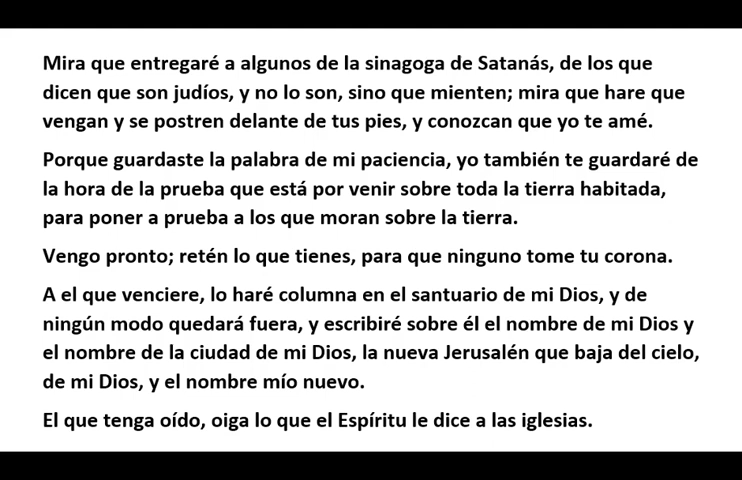 Mira que entregaré a algunos de la sinagoga de Satanás, de los que
dicen que son judíos, y no lo son, sino que mienten; mira que hare que
vengan y se postren delante de tus pies, y conozcan que yo te amé.
Porque guardaste la palabra de mi paciencia, yo también te guardaré de
la hora de la prueba que está por venir sobre toda la tierra habitada,
para poner a prueba a los que moran sobre la tierra.
Vengo pronto; retén lo que tienes, para que ninguno tome tu corona.
A el que venciere, lo haré columna en el santuario de mi Dios, y de
ningún modo quedará fuera, y escribiré sobre él el nombre de mi Dios y
el nombre de la ciudad de mi Dios, la nueva Jerusalén que baja del cielo,
de mi Dios, y el nombre mío nuevo.
El que tenga oído, oiga lo que el Espíritu le dice a las iglesias.